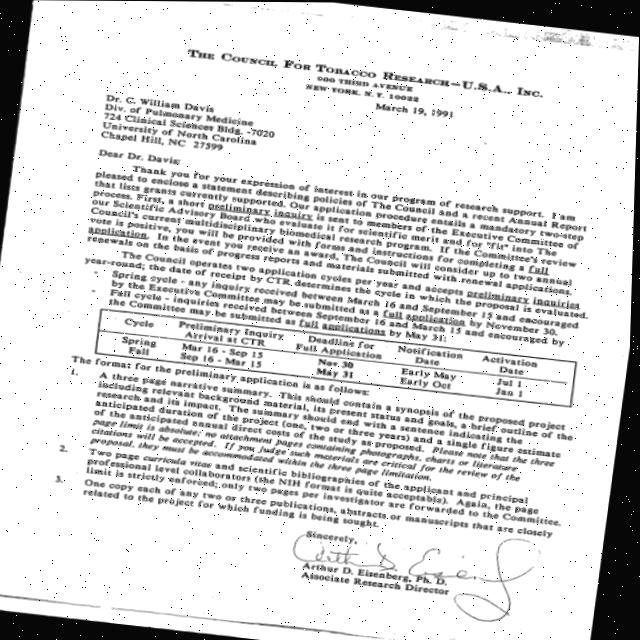 THE COUNCIL FOR TOBACCO RESEARCH—U.S.A., INC.
900 THIRD AVENUE
NEW YORK, N. Y. 10022
March 19, 1991
Dr. C. William Davis
Div. of Pulmonary Medicine
724 Clinical Sciences Bldg. -7020
University of North Carolina
Chapel Hill, NC 27599
Dear Dr. Davis:
Thank you for your expression of interest in our program of research support. I am
pleased to enclose a statement describing policies of The Council and a recent Annual Report
that lists grants currently supported. Our application procedure entails a mandatory two-step
process. First, a short preliminary inquiry is sent to members of the Executive Committee of
our Scientific Advisory Board who evaluate it for scientific merit and for "fit" into The
Council's current multidisciplinary biomedical research program. If the Committee's review
vote is positive, you will be provided with forms and instructions for completing a full
application. In the event you receive an award, The Council will consider up to two annual
renewals on the basis of progress reports and materials submitted with renewal applications.
The Council operates two application cycles per year and accepts preliminary inquiries
year-round; the date of receipt by CTR determines the cycle in which the proposal is evaluated.
- Spring cycle - any inquiry received between March 16 and September 15 and encouraged
by the Executive Committee may be submitted as a full application by November 30.
- Fall cycle - inquiries received between September 16 and March 15 and encouraged by
the Committee may be submitted as full applications by May 31:
Cycle Preliminary Inquiry Arrival at CTR Deadline for Full Application Notification Date Activation Date
Spring Mar 16 - Sep 15 Nov 30 Early May Jul 1
Fall Sep 16 - Mar 15 May 31 Early Oct Jan 1
The format for the preliminary application is as follows:
1. A three page narrative summary. This should contain a synopsis of the proposed project
including relevant background material, its present status and goals, a brief outline of the
research and its impact. The summary should end with a sentence indicating the
anticipated duration of the project (one, two or three years) and a single figure estimate
of the anticipated annual direct costs of the study as proposed. Please note that the three
page limit is absolute; no attachment pages containing photographs, charts or literature
citations will be accepted. If you judge such materials are critical for the review of the
proposal, they must be accommodated within the three page limitation.
2. Two page curricula vitae and scientific bibliographies of the applicant and principal
professional level collaborators (the NIH format is quite acceptable). Again, the page
limit is strictly enforced; only two pages per investigator are forwarded to the Committee.
3. One copy each of any two or three publications, abstracts or manuscripts that are closely
related to the project for which funding is being sought.
Sincerely,
Arthur D. Eisenberg, Ph. D.
Associate Research Director